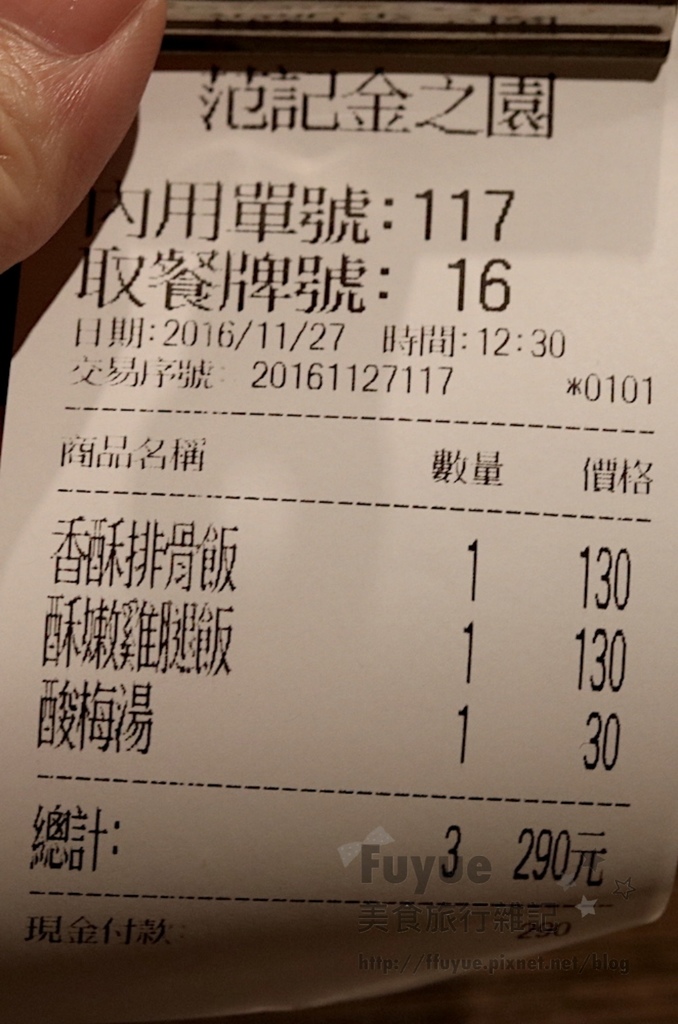 范記金之園
內用單號:117
取餐牌號: 16
日期:2016/11/27 時間:12:30
交易序號: 20161127117 *0101
商品名稱 數量 價格
香酥排骨飯 1 130
酥嫩雞腿飯 1 130
酸梅湯 1 30
總計: 3 290元
現金付款: 290
Fuyue
美食旅行雜記
http://ffuyue.pixnet.net/blog